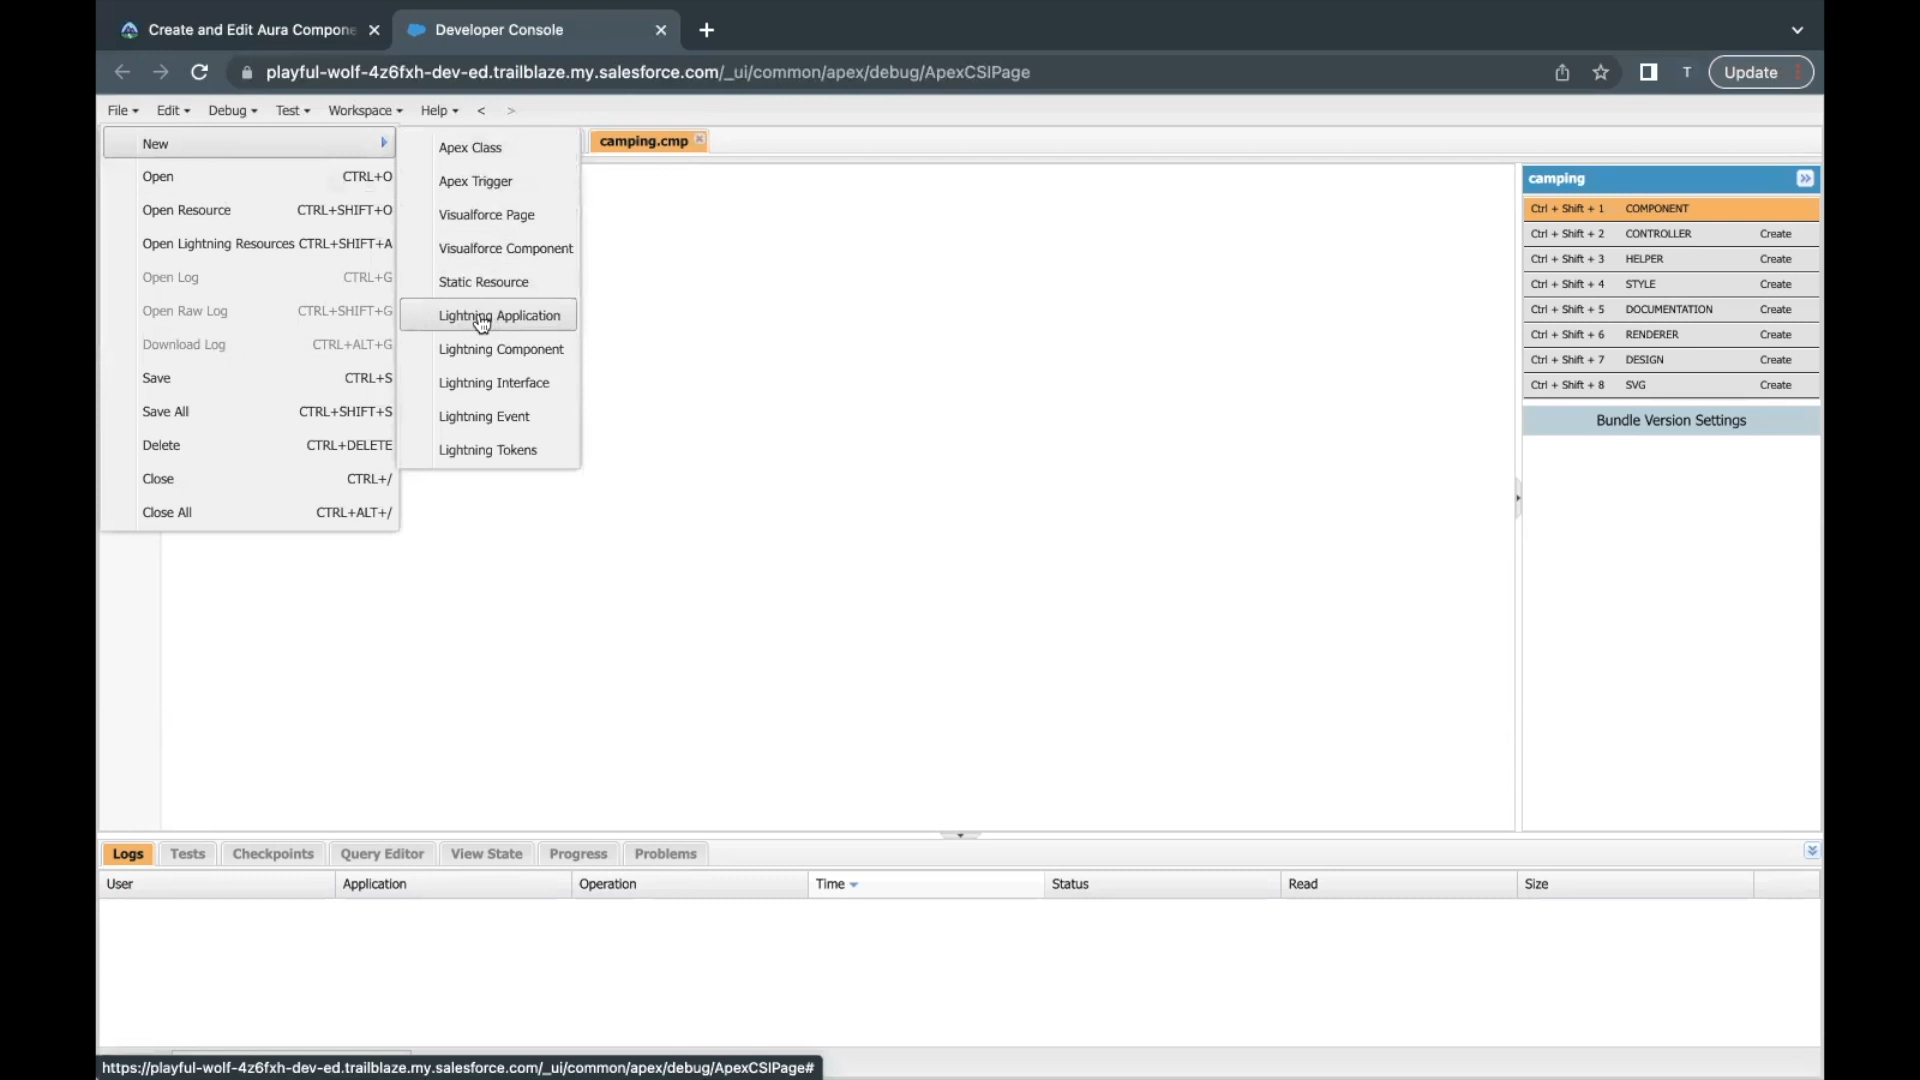 Create and Edit Aura Compone
Developer Console
playful-wolf-4z6fxh-dev-ed.trailblaze.my.salesforce.com/_ui/common/apex/debug/ApexCSIPage
T
Update
File Edit Debug Test Workspace Help < >
New
Open CTRL+O
Open Resource CTRL+SHIFT+O
Open Lightning Resources CTRL+SHIFT+A
Open Log CTRL+G
Open Raw Log CTRL+SHIFT+G
Download Log CTRL+ALT+G
Save CTRL+S
Save All CTRL+SHIFT+S
Delete CTRL+DELETE
Close CTRL+/
Close All CTRL+ALT+/
Apex Class
Apex Trigger
Visualforce Page
Visualforce Component
Static Resource
Lightning Application
Lightning Component
Lightning Interface
Lightning Event
Lightning Tokens
camping.cmp
camping
Ctrl + Shift + 1 COMPONENT
Ctrl + Shift + 2 CONTROLLER Create
Ctrl + Shift + 3 HELPER Create
Ctrl + Shift + 4 STYLE Create
Ctrl + Shift + 5 DOCUMENTATION Create
Ctrl + Shift + 6 RENDERER Create
Ctrl + Shift + 7 DESIGN Create
Ctrl + Shift + 8 SVG Create
Bundle Version Settings
Logs Tests Checkpoints Query Editor View State Progress Problems
User Application Operation Time Status Read Size
https://playful-wolf-4z6fxh-dev-ed.trailblaze.my.salesforce.com/_ui/common/apex/debug/ApexCSIPage#